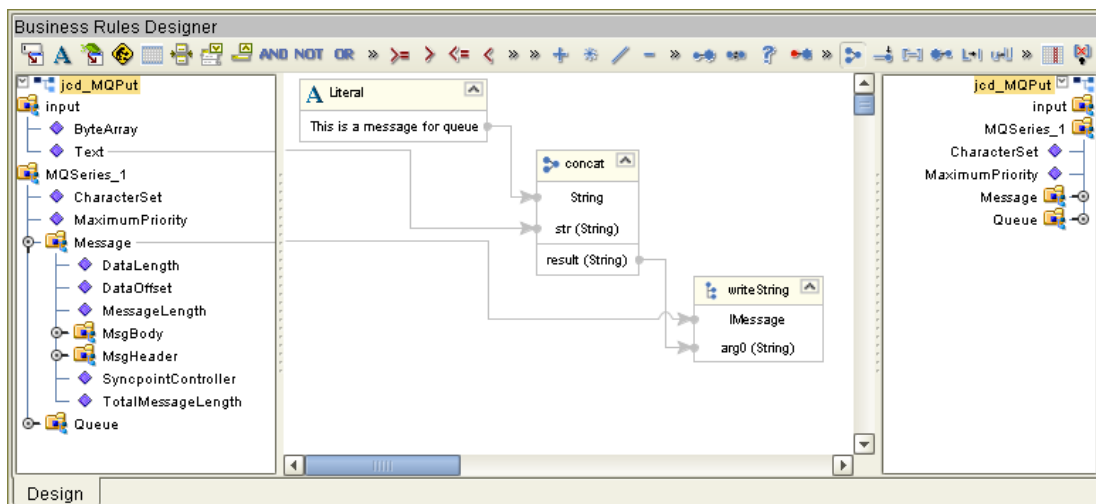 Business Rules Designer
A AND NOT OR » >= > <= < » » + * / – » ? » »
jcd_MQPut
input
ByteArray
Text
MQSeries_1
CharacterSet
MaximumPriority
Message
DataLength
DataOffset
MessageLength
MsgBody
MsgHeader
SyncpointController
TotalMessageLength
Queue
A Literal
This is a message for queue
concat
String
str (String)
result (String)
writeString
IMessage
arg0 (String)
jcd_MQPut
input
MQSeries_1
CharacterSet
MaximumPriority
Message
Queue
Design